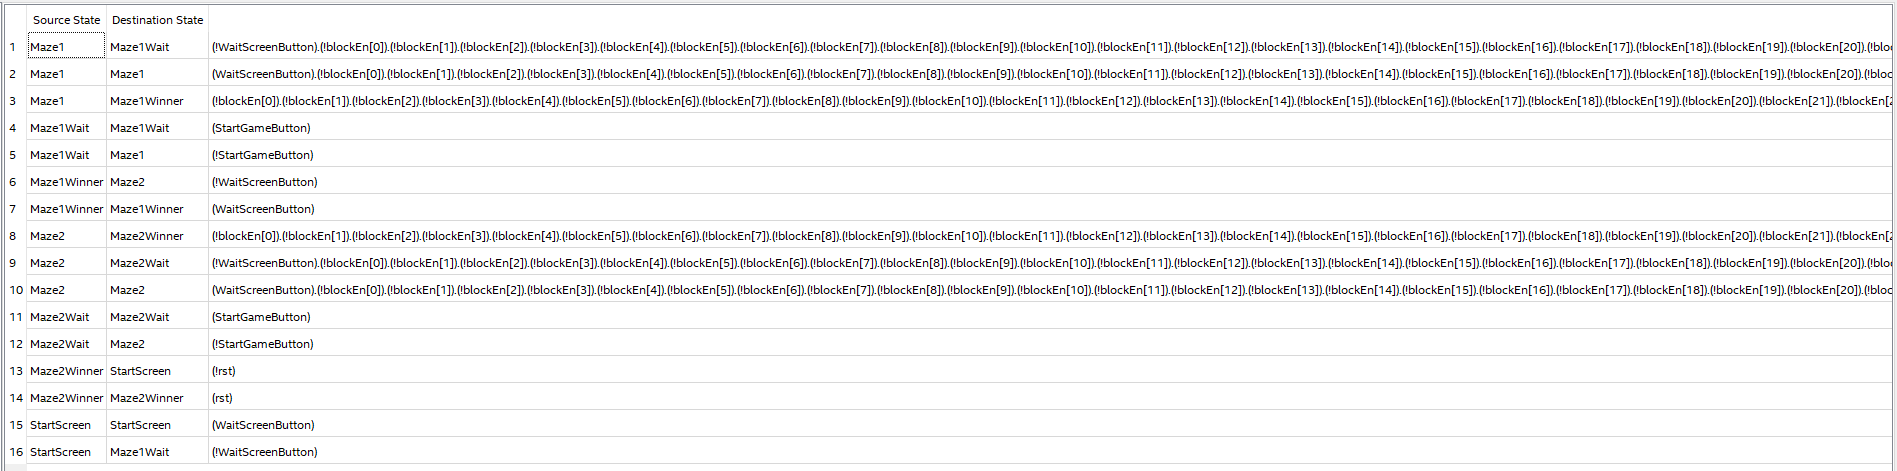 Source State Destination State
1 Maze1 Maze1Wait (!WaitScreenButton).(!blockEn[0]).(!blockEn[1]).(!blockEn[2]).(!blockEn[3]).(!blockEn[4]).(!blockEn[5]).(!blockEn[6]).(!blockEn[7]).(!blockEn[8]).(!blockEn[9]).(!blockEn[10]).(!blockEn[11]).(!blockEn[12]).(!blockEn[13]).(!blockEn[14]).(!blockEn[15]).(!blockEn[16]).(!blockEn[17]).(!blockEn[18]).(!blockEn[19]).(!blockEn[20]).(!bloc
2 Maze1 Maze1 (WaitScreenButton).(!blockEn[0]).(!blockEn[1]).(!blockEn[2]).(!blockEn[3]).(!blockEn[4]).(!blockEn[5]).(!blockEn[6]).(!blockEn[7]).(!blockEn[8]).(!blockEn[9]).(!blockEn[10]).(!blockEn[11]).(!blockEn[12]).(!blockEn[13]).(!blockEn[14]).(!blockEn[15]).(!blockEn[16]).(!blockEn[17]).(!blockEn[18]).(!blockEn[19]).(!blockEn[20]).(!bloc
3 Maze1 Maze1Winner (!blockEn[0]).(!blockEn[1]).(!blockEn[2]).(!blockEn[3]).(!blockEn[4]).(!blockEn[5]).(!blockEn[6]).(!blockEn[7]).(!blockEn[8]).(!blockEn[9]).(!blockEn[10]).(!blockEn[11]).(!blockEn[12]).(!blockEn[13]).(!blockEn[14]).(!blockEn[15]).(!blockEn[16]).(!blockEn[17]).(!blockEn[18]).(!blockEn[19]).(!blockEn[20]).(!blockEn[21]).(!blockEn[2
4 Maze1Wait Maze1Wait (StartGameButton)
5 Maze1Wait Maze1 (!StartGameButton)
6 Maze1Winner Maze2 (!WaitScreenButton)
7 Maze1Winner Maze1Winner (WaitScreenButton)
8 Maze2 Maze2Winner (!blockEn[0]).(!blockEn[1]).(!blockEn[2]).(!blockEn[3]).(!blockEn[4]).(!blockEn[5]).(!blockEn[6]).(!blockEn[7]).(!blockEn[8]).(!blockEn[9]).(!blockEn[10]).(!blockEn[11]).(!blockEn[12]).(!blockEn[13]).(!blockEn[14]).(!blockEn[15]).(!blockEn[16]).(!blockEn[17]).(!blockEn[18]).(!blockEn[19]).(!blockEn[20]).(!blockEn[21]).(!blockEn[2
9 Maze2 Maze2Wait (!WaitScreenButton).(!blockEn[0]).(!blockEn[1]).(!blockEn[2]).(!blockEn[3]).(!blockEn[4]).(!blockEn[5]).(!blockEn[6]).(!blockEn[7]).(!blockEn[8]).(!blockEn[9]).(!blockEn[10]).(!blockEn[11]).(!blockEn[12]).(!blockEn[13]).(!blockEn[14]).(!blockEn[15]).(!blockEn[16]).(!blockEn[17]).(!blockEn[18]).(!blockEn[19]).(!blockEn[20]).(!bloc
10 Maze2 Maze2 (WaitScreenButton).(!blockEn[0]).(!blockEn[1]).(!blockEn[2]).(!blockEn[3]).(!blockEn[4]).(!blockEn[5]).(!blockEn[6]).(!blockEn[7]).(!blockEn[8]).(!blockEn[9]).(!blockEn[10]).(!blockEn[11]).(!blockEn[12]).(!blockEn[13]).(!blockEn[14]).(!blockEn[15]).(!blockEn[16]).(!blockEn[17]).(!blockEn[18]).(!blockEn[19]).(!blockEn[20]).(!bloc
11 Maze2Wait Maze2Wait (StartGameButton)
12 Maze2Wait Maze2 (!StartGameButton)
13 Maze2Winner StartScreen (!rst)
14 Maze2Winner Maze2Winner (rst)
15 StartScreen StartScreen (WaitScreenButton)
16 StartScreen Maze1Wait (!WaitScreenButton)